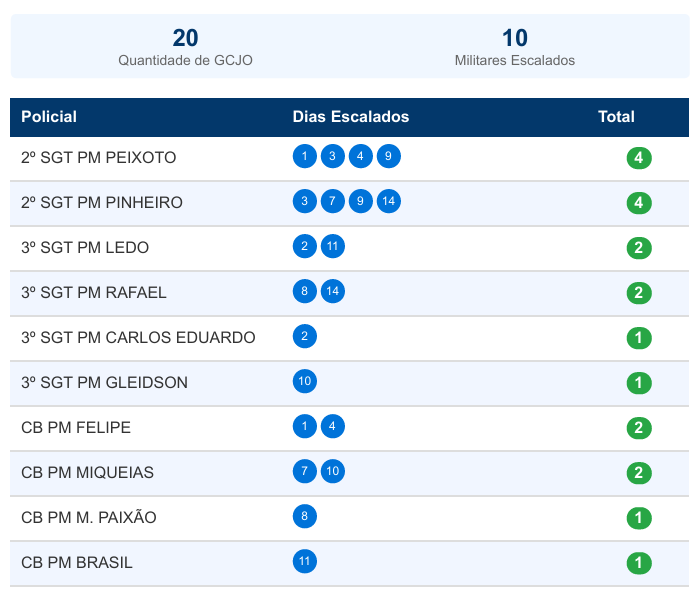 20 10
Quantidade de GCJO Militares Escalados
Policial Dias Escalados Total
2º SGT PM PEIXOTO 1 3 4 9 4
2º SGT PM PINHEIRO 3 7 9 14 4
3º SGT PM LEDO 2 11 2
3º SGT PM RAFAEL 8 14 2
3º SGT PM CARLOS EDUARDO 2 1
3º SGT PM GLEIDSON 10 1
CB PM FELIPE 1 4 2
CB PM MIQUEIAS 7 10 2
CB PM M. PAIXÃO 8 1
CB PM BRASIL 11 1